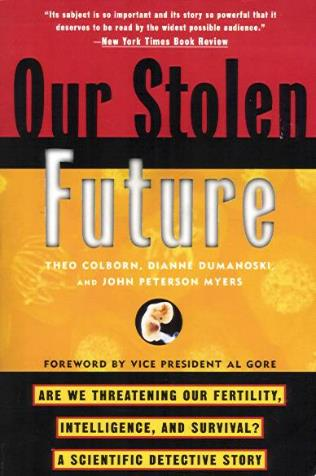 "Its subject is so important and its story so powerful that it
deserves to be read by the widest possible audience."
—New York Times Book Review
Our Stolen
Future
THEO COLBORN, DIANNE DUMANOSKI,
AND JOHN PETERSON MYERS
FOREWORD BY VICE PRESIDENT AL GORE
ARE WE THREATENING OUR FERTILITY,
INTELLIGENCE, AND SURVIVAL?
A SCIENTIFIC DETECTIVE STORY